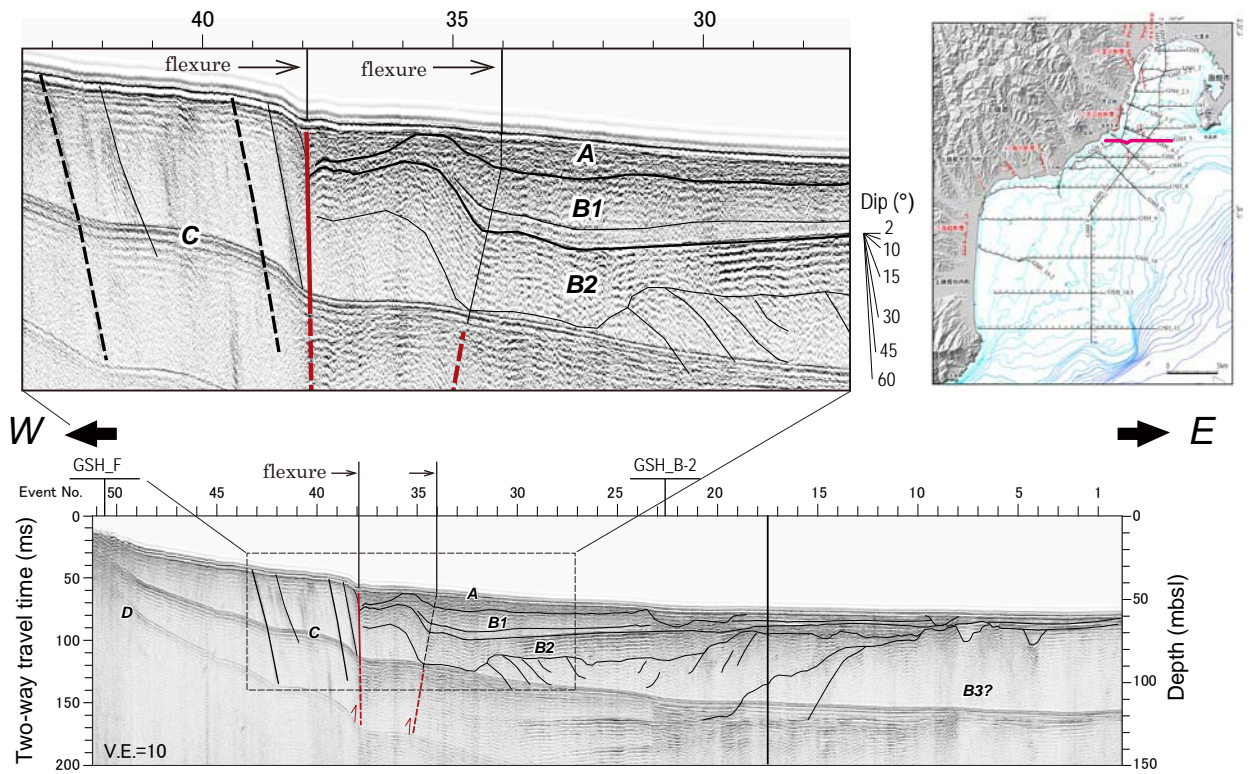 40 35 30
flexure
flexure
A
B1
B2
C
Dip (°)
2
10
15
30
45
60
5km
W
E
GSH_F
flexure
GSH_B-2
Event No. 50 45 40 35 30 25 20 15 10 5 1
Two-way travel time (ms)
0
50
100
150
200
A
B1
B2
C
D
B3?
V.E.=10
Depth (mbsl)
0
50
100
150